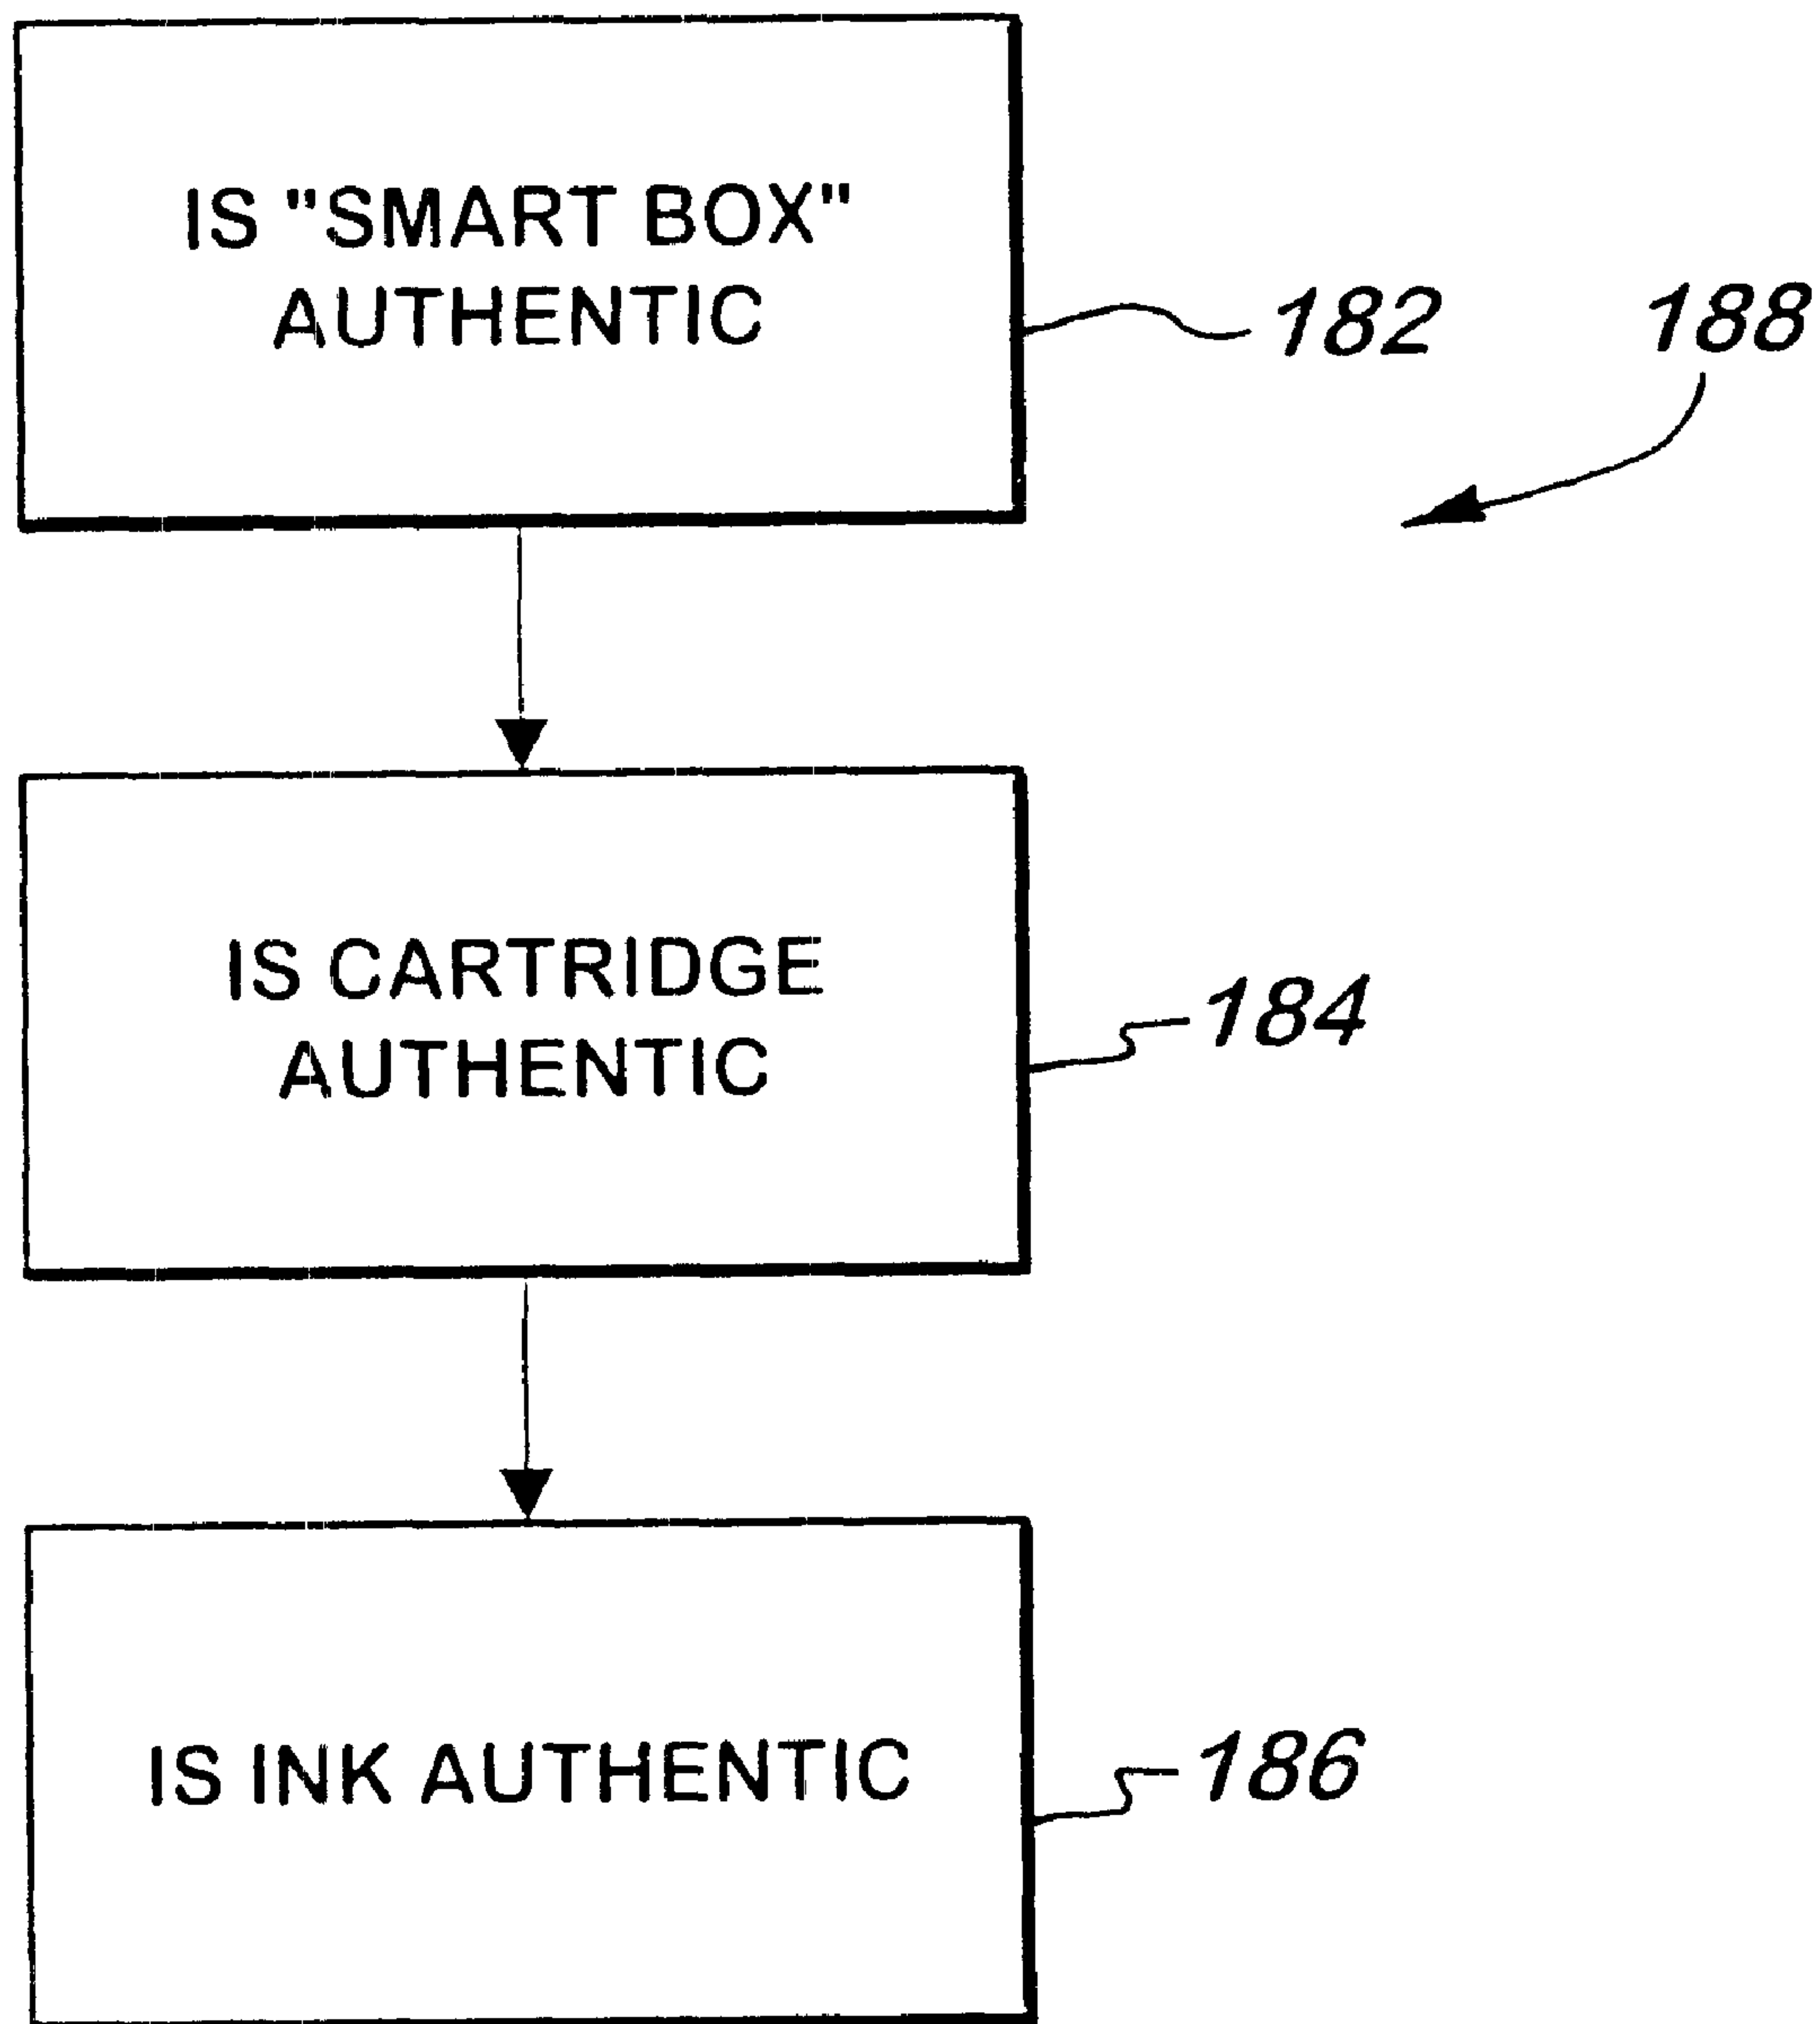 IS "SMART BOX"
AUTHENTIC
182
188
IS CARTRIDGE
AUTHENTIC
184
IS INK AUTHENTIC
186